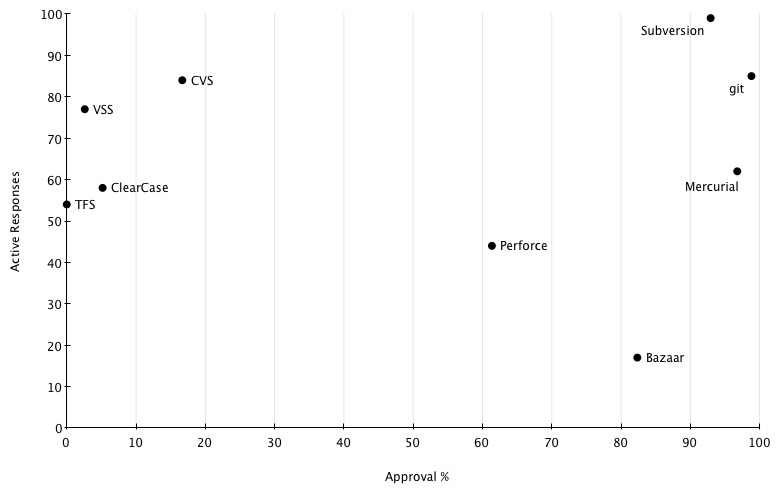 100
Subversion
90
git
CVS
80
VSS
70
Mercurial
60
ClearCase
TFS
50
Perforce
40
30
20
Bazaar
10
0
0 10 20 30 40 50 60 70 80 90 100
Active Responses
Approval %